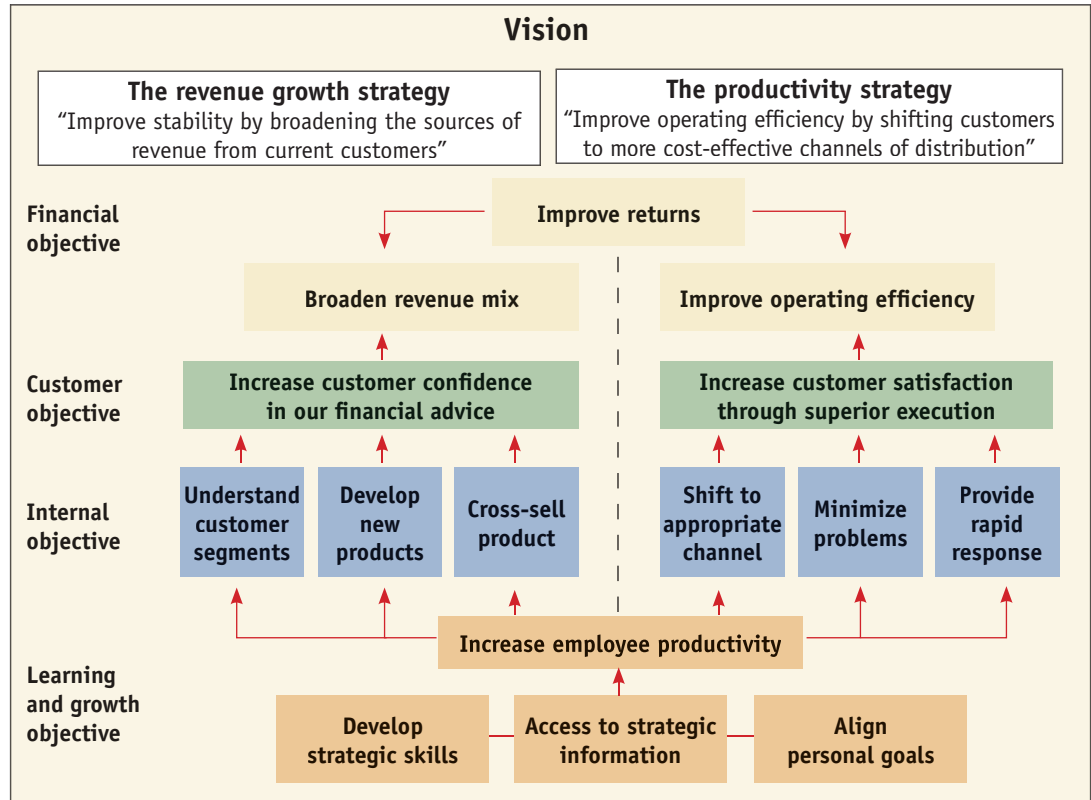 Vision
The revenue growth strategy
“Improve stability by broadening the sources of
revenue from current customers”
The productivity strategy
“Improve operating efficiency by shifting customers
to more cost-effective channels of distribution”
Financial
objective
Improve returns
Broaden revenue mix
Improve operating efficiency
Customer
objective
Increase customer confidence
in our financial advice
Increase customer satisfaction
through superior execution
Internal
objective
Understand
customer
segments
Develop
new
products
Cross-sell
product
Shift to
appropriate
channel
Minimize
problems
Provide
rapid
response
Increase employee productivity
Learning
and growth
objective
Develop
strategic skills
Access to strategic
information
Align
personal goals